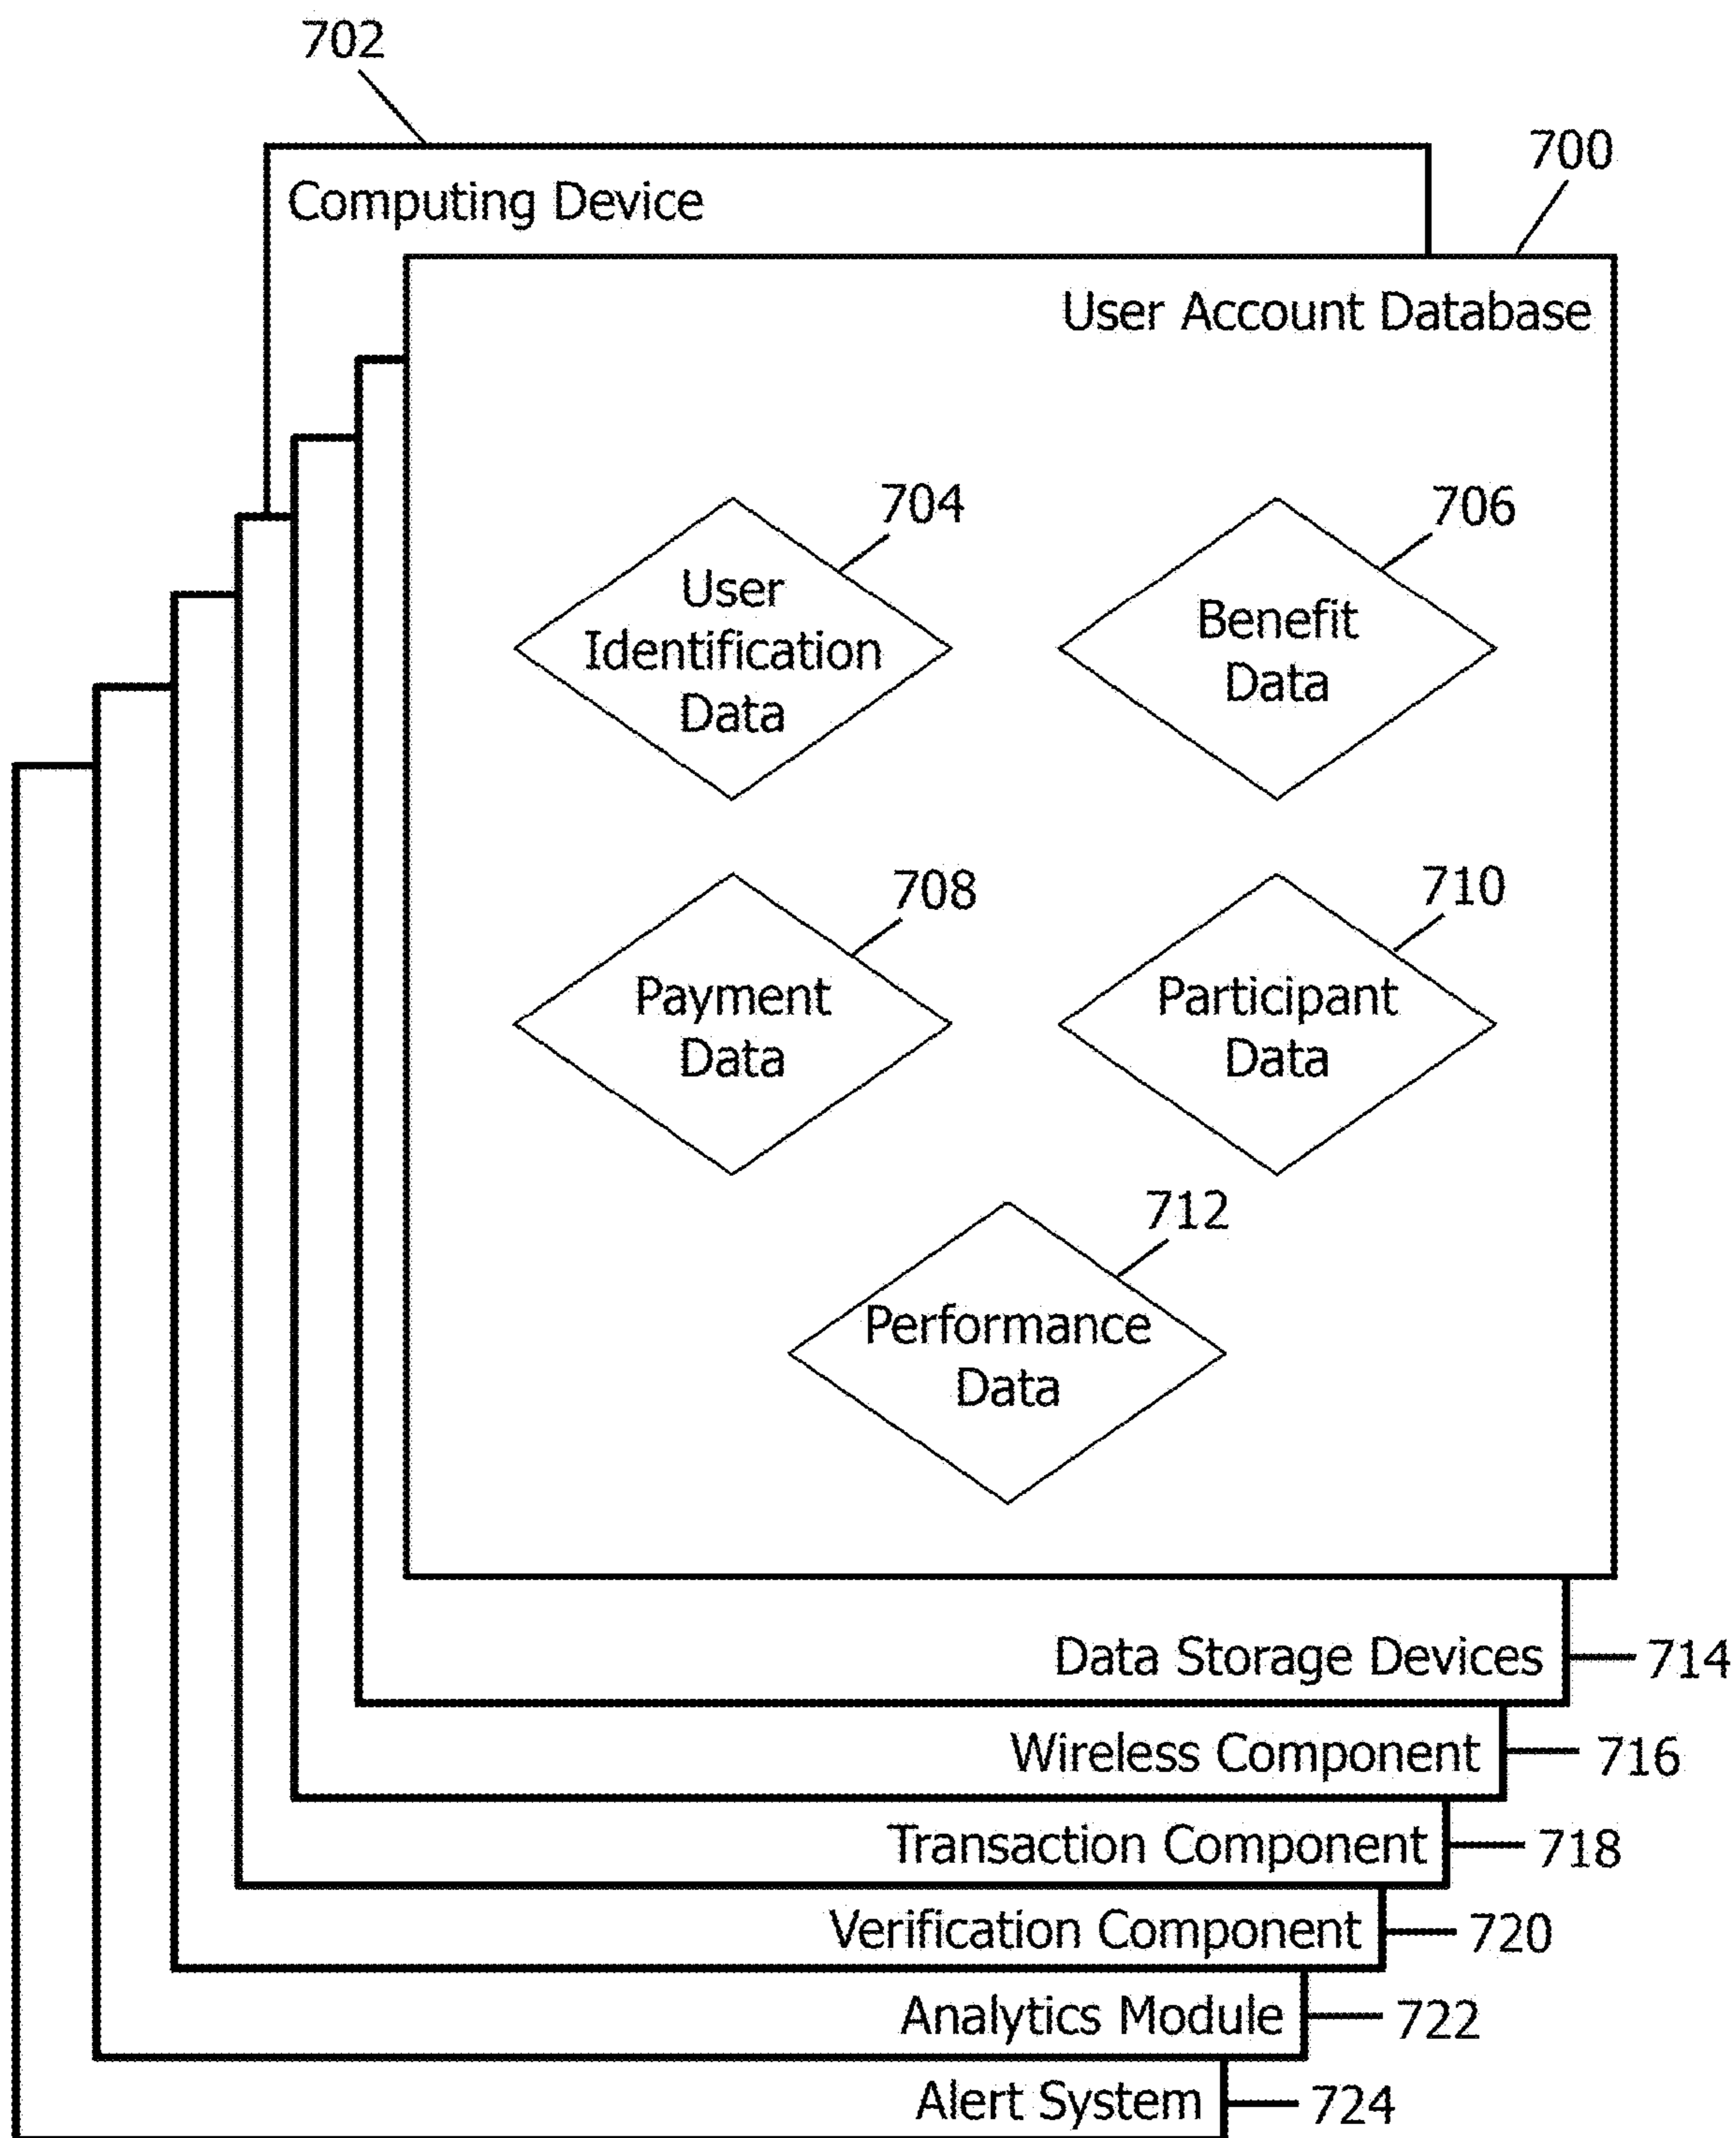 702
700
Computing Device
User Account Database
704
706
User
Identification
Data
Benefit
Data
708
710
Payment
Data
Participant
Data
712
Performance
Data
Data Storage Devices
714
Wireless Component
716
Transaction Component
718
Verification Component
720
Analytics Module
722
Alert System
724